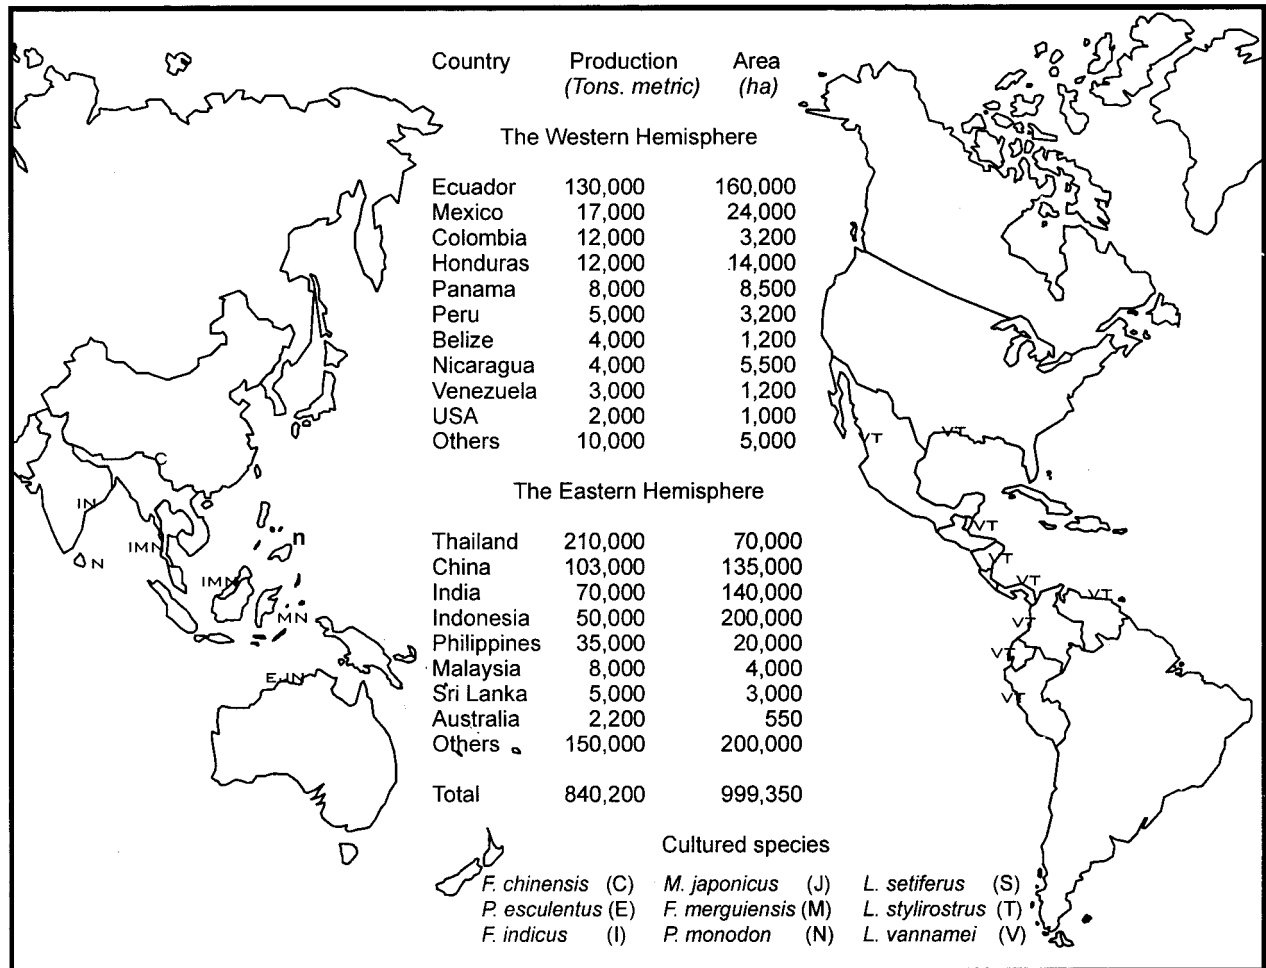 Country Production Area
(Tons. metric) (ha)
The Western Hemisphere
Ecuador 130,000 160,000
Mexico 17,000 24,000
Colombia 12,000 3,200
Honduras 12,000 14,000
Panama 8,000 8,500
Peru 5,000 3,200
Belize 4,000 1,200
Nicaragua 4,000 5,500
Venezuela 3,000 1,200
USA 2,000 1,000
Others 10,000 5,000
The Eastern Hemisphere
Thailand 210,000 70,000
China 103,000 135,000
India 70,000 140,000
Indonesia 50,000 200,000
Philippines 35,000 20,000
Malaysia 8,000 4,000
Sri Lanka 5,000 3,000
Australia 2,200 550
Others 150,000 200,000
Total 840,200 999,350
Cultured species
F. chinensis (C) M. japonicus (J) L. setiferus (S)
P. esculentus (E) F. merguiensis (M) L. stylirostrus (T)
F. indicus (I) P. monodon (N) L. vannamei (V)
C
IN
N
IMN
n
IMN
MN
VT
VT
VT
VT
VT
VT
VT
VT
VT